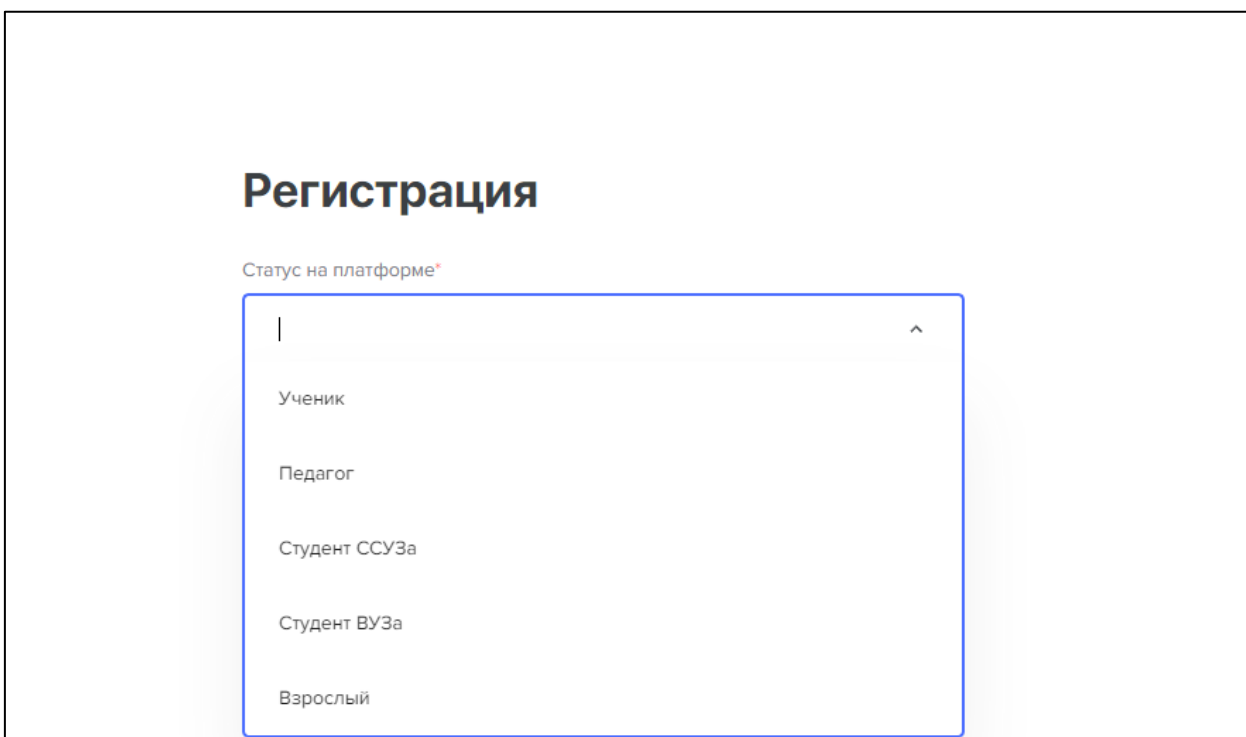 Регистрация
Статус на платформе*
Ученик
Педагог
Студент ССУЗа
Студент ВУЗа
Взрослый